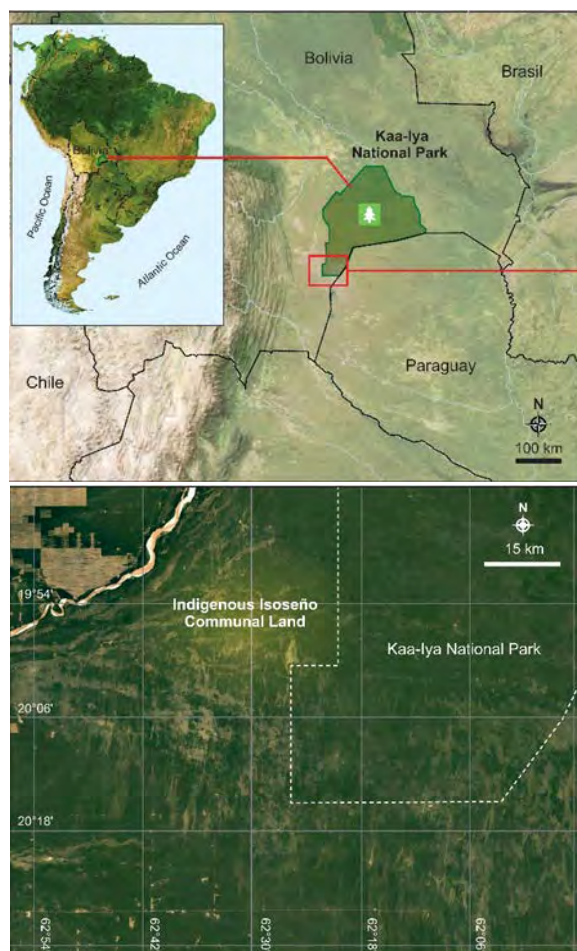 Bolivia
Brasil
Kaa-Iya
National Park
Bolivia
Pacific Ocean
Atlantic Ocean
Paraguay
Chile
N
100 km
N
15 km
19°54'
Indigenous Isoseño
Communal Land
Kaa-Iya National Park
20°06'
20°18'
62°54'
62°42'
62°30'
62°18'
62°06'